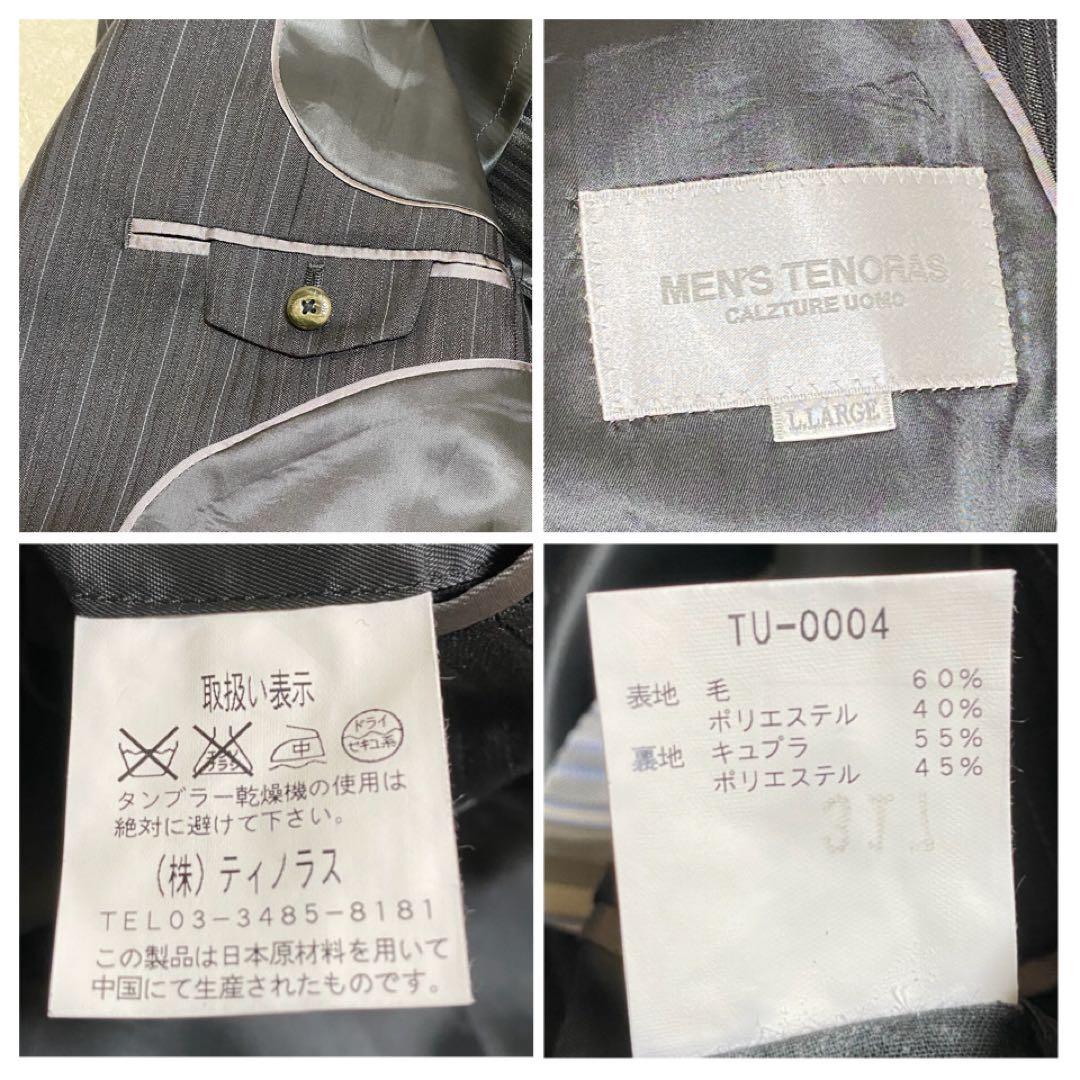 MEN'S TENORAS
CALZTURE UOMO
L.LARGE
取扱い表示
中
ドライ
セキユ系
タンブラー乾燥機の使用は
絶対に避けて下さい。
(株)ティノラス
TEL03-3485-8181
この製品は日本原材料を用いて
中国にて生産されたものです。
TU-0004
表地 毛 60%
ポリエステル 40%
裏地 キュプラ 55%
ポリエステル 45%